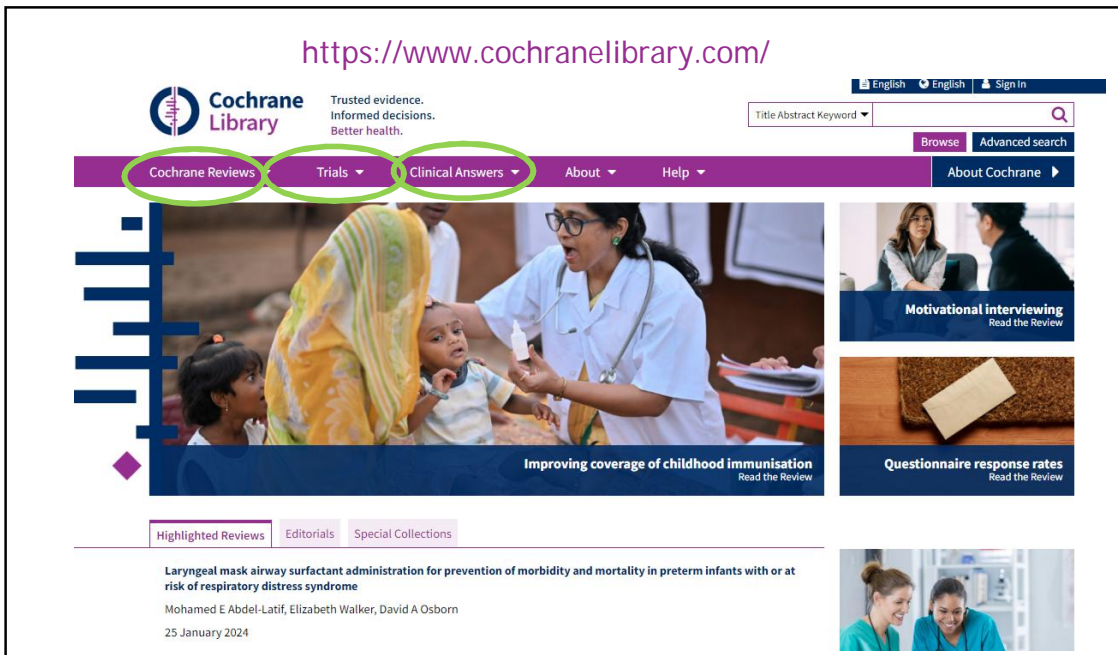 https://www.cochranelibrary.com/
English English Sign In
Cochrane
Library
Trusted evidence.
Informed decisions.
Better health.
Title Abstract Keyword
Browse Advanced search
Cochrane Reviews Trials Clinical Answers About Help About Cochrane
Motivational interviewing
Read the Review
Improving coverage of childhood immunisation
Read the Review
Questionnaire response rates
Read the Review
Highlighted Reviews Editorials Special Collections
Laryngeal mask airway surfactant administration for prevention of morbidity and mortality in preterm infants with or at
risk of respiratory distress syndrome
Mohamed E Abdel-Latif, Elizabeth Walker, David A Osborn
25 January 2024